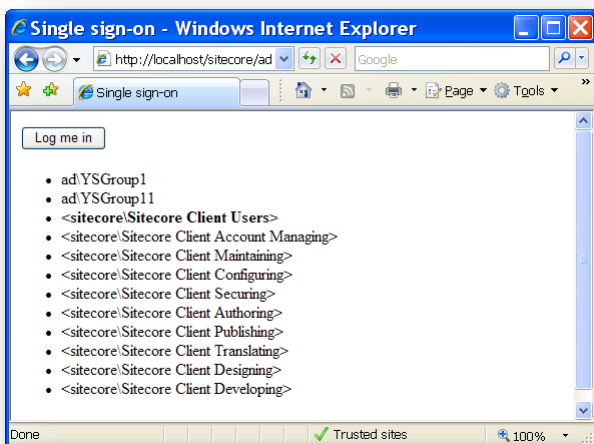 Single sign-on - Windows Internet Explorer
http://localhost/sitecore/ad
Google
Single sign-on
Page
Tools
»
Log me in
• ad\YSGroup1
• ad\YSGroup11
• <sitecore\Sitecore Client Users>
• <sitecore\Sitecore Client Account Managing>
• <sitecore\Sitecore Client Maintaining>
• <sitecore\Sitecore Client Configuring>
• <sitecore\Sitecore Client Securing>
• <sitecore\Sitecore Client Authoring>
• <sitecore\Sitecore Client Publishing>
• <sitecore\Sitecore Client Translating>
• <sitecore\Sitecore Client Designing>
• <sitecore\Sitecore Client Developing>
Done
Trusted sites
100%